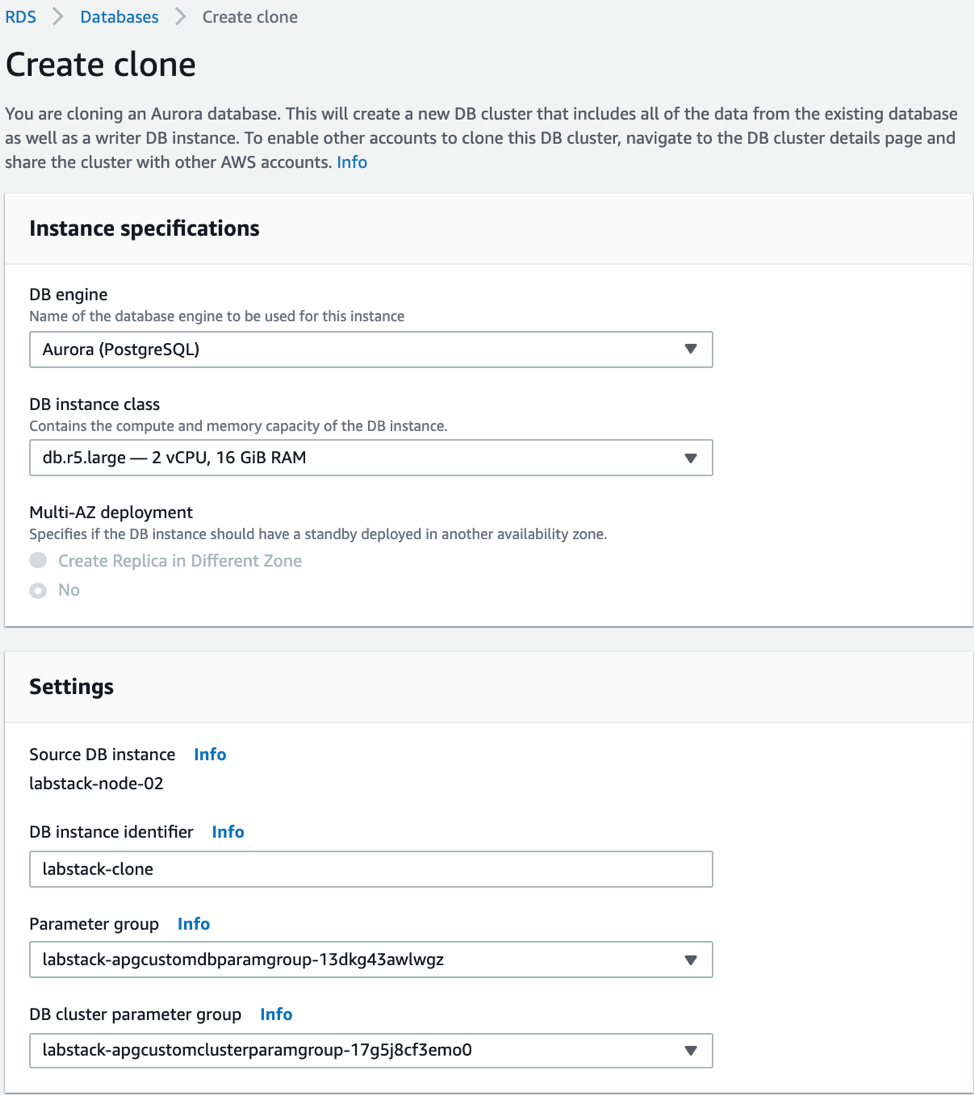 RDS > Databases > Create clone
Create clone
You are cloning an Aurora database. This will create a new DB cluster that includes all of the data from the existing database
as well as a writer DB instance. To enable other accounts to clone this DB cluster, navigate to the DB cluster details page and
share the cluster with other AWS accounts. Info
Instance specifications
DB engine
Name of the database engine to be used for this instance
Aurora (PostgreSQL)
DB instance class
Contains the compute and memory capacity of the DB instance.
db.r5.large — 2 vCPU, 16 GiB RAM
Multi-AZ deployment
Specifies if the DB instance should have a standby deployed in another availability zone.
Create Replica in Different Zone
No
Settings
Source DB instance Info
labstack-node-02
DB instance identifier Info
labstack-clone
Parameter group Info
labstack-apgcustomdbparamgroup-13dkg43awlwgz
DB cluster parameter group Info
labstack-apgcustomclusterparamgroup-17g5j8cf3emo0